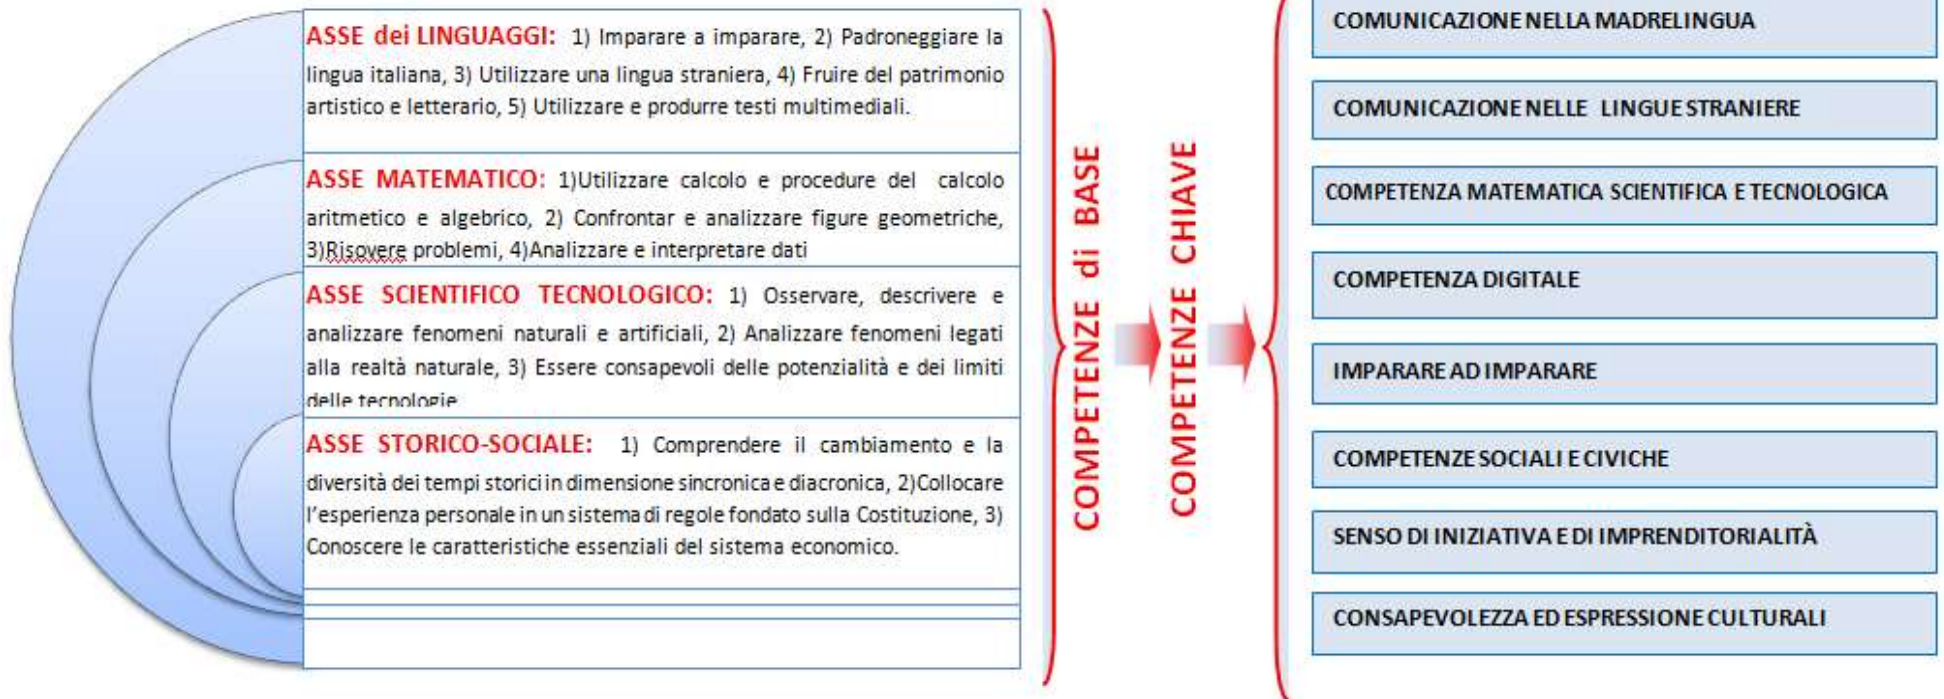 ASSE dei LINGUAGGI: 1) Imparare a imparare, 2) Padroneggiare la
lingua italiana, 3) Utilizzare una lingua straniera, 4) Fruire del patrimonio
artistico e letterario, 5) Utilizzare e produrre testi multimediali.
ASSE MATEMATICO: 1)Utilizzare calcolo e procedure del calcolo
aritmetico e algebrico, 2) Confrontar e analizzare figure geometriche,
3)Risovere problemi, 4)Analizzare e interpretare dati
ASSE SCIENTIFICO TECNOLOGICO: 1) Osservare, descrivere e
analizzare fenomeni naturali e artificiali, 2) Analizzare fenomeni legati
alla realtà naturale, 3) Essere consapevoli delle potenzialità e dei limiti
delle tecnologie
ASSE STORICO-SOCIALE: 1) Comprendere il cambiamento e la
diversità dei tempi storici in dimensione sincronica e diacronica, 2)Collocare
l'esperienza personale in un sistema di regole fondato sulla Costituzione, 3)
Conoscere le caratteristiche essenziali del sistema economico.
COMPETENZE di BASE
COMPETENZE CHIAVE
COMUNICAZIONE NELLA MADRELINGUA
COMUNICAZIONE NELLE LINGUE STRANIERE
COMPETENZA MATEMATICA SCIENTIFICA E TECNOLOGICA
COMPETENZA DIGITALE
IMPARARE AD IMPARARE
COMPETENZE SOCIALI E CIVICHE
SENSO DI INIZIATIVA E DI IMPRENDITORIALITÀ
CONSAPEVOLEZZA ED ESPRESSIONE CULTURALI